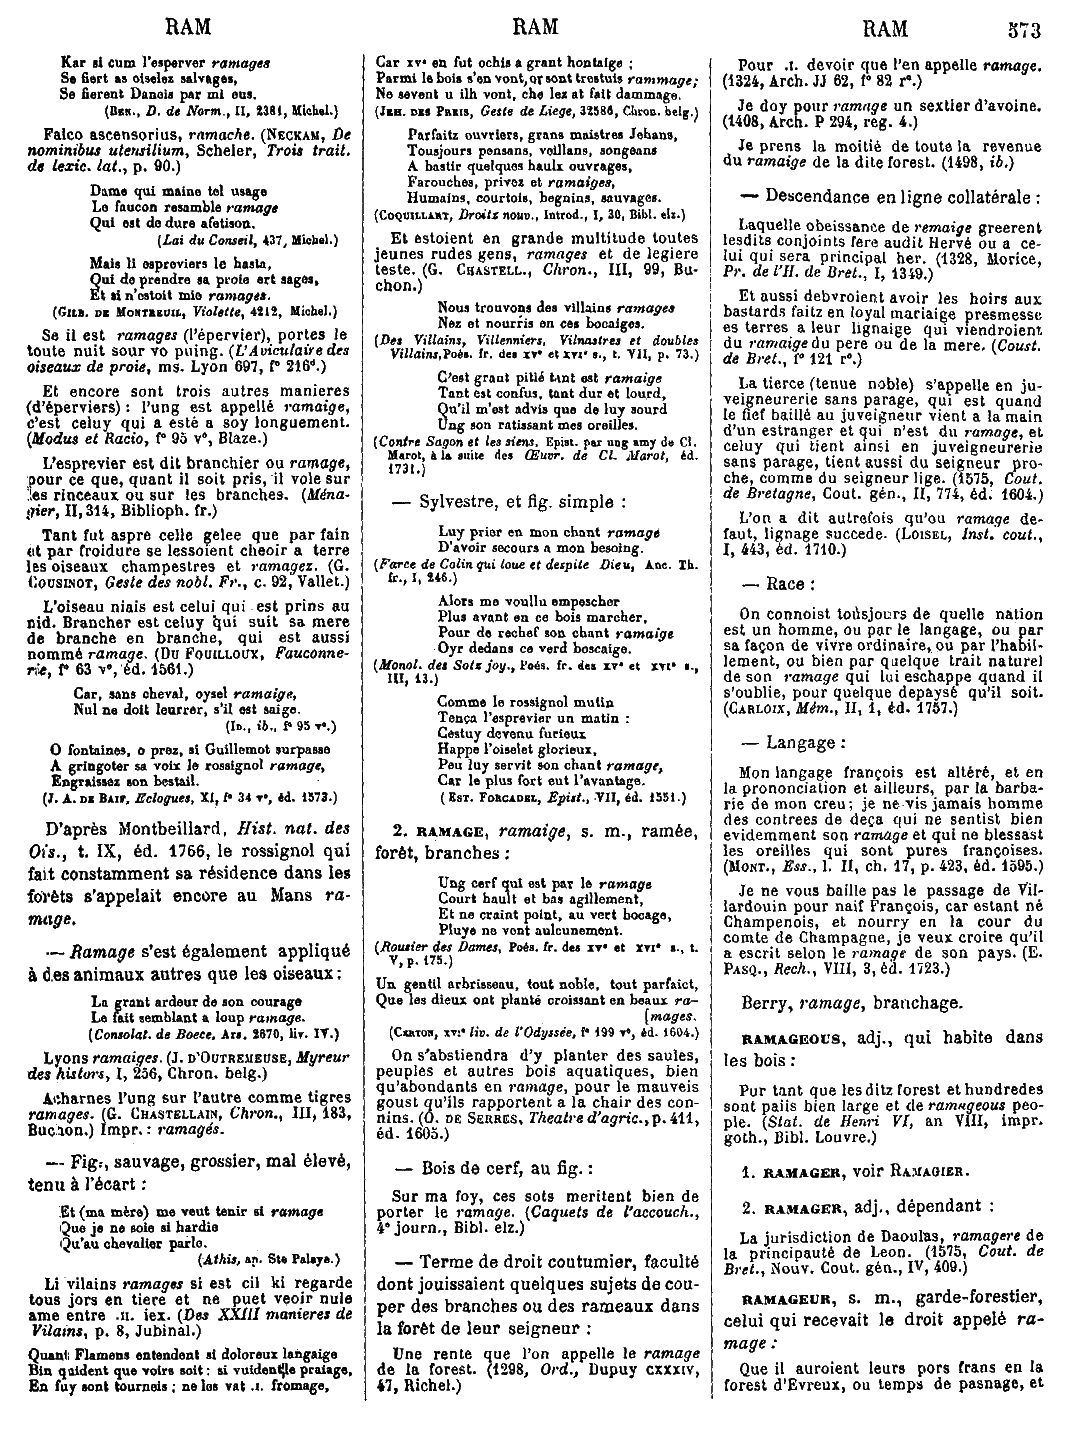 RAM
RAM
RAM 573
Kar si cum l'esperver ramages
Se fiert as oiselez salvages,
Se fierent Danois par mi eus.
(BEN., D. de Norm., II, 2381, Michel.)
Falco ascensorius, ramache. (NECKAM, De
nominibus utensilium, Scheler, Trois trait.
de lexic. lat., p. 90.)
Dame qui maine tel usage
Le faucon resamble ramage
Qui est de dure afetison.
(Lai du Conseil, 437, Michel.)
Mais li espreviers le hasta,
Qui de prendre sa proie ert sages,
Et si n'estoit mie ramages.
(GILB. DE MONTREUIL, Violette, 4212, Michel.)
Se il est ramages (l'épervier), portes le
toute nuit sour vo puing. (L'Aviculaire des
oiseaux de proie, ms. Lyon 697, f° 216°.)
Et encore sont trois autres manieres
(d'éperviers) : l'ung est appellé ramaige,
c'est celuy qui a esté a soy longuement.
(Modus et Racio, f° 95 v°, Blaze.)
L'esprevier est dit branchier ou ramage,
pour ce que, quant il soit pris, il vole sur
les rinceaux ou sur les branches. (Ména-
gier, II, 314, Biblioph. fr.)
Tant fut aspre celle gelee que par fain
et par froidure se lessoient cheoir a terre
les oiseaux champestres et ramagez. (G.
COUSINOT, Geste des nobl. Fr., c. 92, Vallet.)
L'oiseau niais est celui qui est prins au
nid. Brancher est celuy qui suit sa mere
de branche en branche, qui est aussi
nommé ramage. (DU FOUILLOUX, Fauconne-
rie, f° 63 v°, éd. 1561.)
Car, sans cheval, oysel ramaige,
Nul ne doit leurrer, s'il est saige.
(ID., ib., f° 95 v°.)
O fontaines, o prez, si Guillemot surpasse
A gringoter sa voix le rossignol ramage,
Engraissez son bestail.
(J. A. DE BAIF, Eclogues, XI, f° 34 v°, éd. 1573.)
D'après Montbeillard, Hist. nat. des
Ois., t. IX, éd. 1766, le rossignol qui
fait constamment sa résidence dans les
forêts s'appelait encore au Mans ra-
mage.
— Ramage s'est également appliqué
à des animaux autres que les oiseaux :
La grant ardeur de son courage
Le fait semblant a loup ramage.
(Consolat. de Boece, Ars. 2670, liv. IV.)
Lyons ramaiges. (J. D'OUTREMEUSE, Myreur
des histors, I, 256, Chron. belg.)
Acharnes l'ung sur l'autre comme tigres
ramages. (G. CHASTELLAIN, Chron., III, 183,
Buchon.) Impr. : ramagés.
— Fig., sauvage, grossier, mal élevé,
tenu à l'écart :
Et (ma mère) me veut tenir si ramage
Que je ne soie si hardie
Qu'au chevalier parle.
(Athis, ap. Ste Palaye.)
Li vilains ramages si est cil ki regarde
tous jors en tiere et ne puet veoir nule
ame entre .II. iex. (Des XXIII manieres de
Vilains, p. 8, Jubinal.)
Quant Flamens entendent si doloreux langaige
Bin quident que voirs soit : si vuident le praiage,
En fuy sont tourneis ; ne les vat .I. fromage,
Car XV° en fut ochis a grant hontaige ;
Parmi le bois s'en vont, qr sont trestuis rammage ;
Ne sevent u ilh vont, che lez at fait dammage.
(JEH. DES PREIS, Geste de Liege, 32586, Chron. belg.)
Parfaitz ouvriers, grans maistres Jehans,
Tousjours pensans, veillans, songeans
A bastir quelques haulx ouvrages,
Farouches, privez et ramaiges,
Humains, courtois, begnins, sauvages.
(COQUILLART, Droitz nouv., Introd., I, 30, Bibl. elz.)
Et estoient en grande multitude toutes
jeunes rudes gens, ramages et de legiere
teste. (G. CHASTELL., Chron., III, 99, Bu-
chon.)
Nous trouvons des villains ramages
Nez et nourris en ces bocaiges.
(Des Villains, Villenniers, Vilnastres et doubles
Villains, Poés. fr. des XV° et XVI° s., t. VII, p. 73.)
C'est grant pitié tant est ramaige
Tant est confus, tant dur et lourd,
Qu'il m'est advis que de luy sourd
Ung son ratissant mes oreilles.
(Contre Sagon et les siens, Epist. par ung amy de Cl.
Marot, à la suite des Œuvr. de Cl. Marot, éd.
1731.)
— Sylvestre, et fig. simple :
Luy prier en mon chant ramage
D'avoir secours a mon besoing.
(Farce de Colin qui loue et despite Dieu, Anc. Th.
fr., I, 246.)
Alors me voullu empescher
Plus avant en ce bois marcher,
Pour de rechef son chant ramaige
Oyr dedans ce verd boscaige.
(Monol. des Sotz joy., Poés. fr. des XV° et XVI° s.,
III, 13.)
Comme le rossignol mutin
Tença l'esprevier un matin :
Cestuy devenu furieux
Happe l'oiselet glorieux,
Peu luy servit son chant ramage,
Car le plus fort eut l'avantage.
(EST. FORCADEL, Epist., VII, éd. 1551.)
2. RAMAGE, ramaige, s. m., ramée,
forêt, branches :
Ung cerf qui est par le ramage
Court hault et bas agillement,
Et ne craint point, au vert bocage,
Pluye ne vent aulcunement.
(Rousier des Dames, Poés. fr. des XV° et XVI° s., t.
V, p. 175.)
Un gentil arbrisseau, tout noble, tout parfaict,
Que les dieux ont planté croissant en beaux ra-
[mages.
(CERTON, XVI° liv. de l'Odyssée, f° 199 v°, éd. 1604.)
On s'abstiendra d'y planter des saules,
peuples et autres bois aquatiques, bien
qu'abondants en ramage, pour le mauveis
goust qu'ils rapportent a la chair des con-
nins. (O. DE SERRES, Theatre d'agric., p. 411,
éd. 1605.)
— Bois de cerf, au fig. :
Sur ma foy, ces sots meritent bien de
porter le ramage. (Caquets de l'accouch.,
4° journ., Bibl. elz.)
— Terme de droit coutumier, faculté
dont jouissaient quelques sujets de cou-
per des branches ou des rameaux dans
la forêt de leur seigneur :
Une rente que l'on appelle le ramage
de la forest. (1298, Ord., Dupuy CXXXIV,
47, Richel.)
Pour .I. devoir que l'en appelle ramage.
(1324, Arch. JJ 62, f° 82 r°.)
Je doy pour ramage un sextier d'avoine.
(1408, Arch. P 294, reg. 4.)
Je prens la moitié de toute la revenue
du ramaige de la dite forest. (1498, ib.)
— Descendance en ligne collatérale :
Laquelle obeissance de remaige greerent
lesdits conjoints fere audit Hervé ou a ce-
lui qui sera principal her. (1328, Morice,
Pr. de l'H. de Bret., I, 1349.)
Et aussi debvroient avoir les hoirs aux
bastards faitz en loyal mariaige presmesse
es terres a leur lignaige qui viendroient
du ramaige du pere ou de la mere. (Coust.
de Bret., f° 121 r°.)
La tierce (tenue noble) s'appelle en ju-
veigneurerie sans parage, qui est quand
le fief baillé au juveigneur vient a la main
d'un estranger et qui n'est du ramage, et
celuy qui tient ainsi en juveigneurerie
sans parage, tient aussi du seigneur pro-
che, comme du seigneur lige. (1575, Cout.
de Bretagne, Cout. gén., II, 774, éd. 1604.)
L'on a dit autrefois qu'ou ramage de-
faut, lignage succede. (LOISEL, Inst. cout.,
I, 443, éd. 1710.)
— Race :
On connoist tousjours de quelle nation
est un homme, ou par le langage, ou par
sa façon de vivre ordinaire, ou par l'habil-
lement, ou bien par quelque trait naturel
de son ramage qui lui eschappe quand il
s'oublie, pour quelque depaysé qu'il soit.
(CARLOIX, Mém., II, 1, éd. 1757.)
— Langage :
Mon langage françois est altéré, et en
la prononciation et ailleurs, par la barba-
rie de mon creu ; je ne vis jamais homme
des contrees de deça qui ne sentist bien
evidemment son ramage et qui ne blessast
les oreilles qui sont pures françoises.
(MONT., Ess., l. II, ch. 17, p. 423, éd. 1595.)
Je ne vous baille pas le passage de Vil-
lardouin pour naif François, car estant né
Champenois, et nourry en la cour du
comte de Champagne, je veux croire qu'il
a escrit selon le ramage de son pays. (E.
PASQ., Rech., VIII, 3, éd. 1723.)
Berry, ramage, branchage.
RAMAGEOUS, adj., qui habite dans
les bois :
Pur tant que les ditz forest et hundredes
sont paiis bien large et de ramageous peo-
ple. (Stat. de Henri VI, an VIII, impr.
goth., Bibl. Louvre.)
1. RAMAGER, voir RAMAGIER.
2. RAMAGER, adj., dépendant :
La jurisdiction de Daoulas, ramagere de
la principauté de Leon. (1575, Cout. de
Bret., Nouv. Cout. gén., IV, 409.)
RAMAGEUR, s. m., garde-forestier,
celui qui recevait le droit appelé ra-
mage :
Que il auroient leurs pors frans en la
forest d'Evreux, ou temps de pasnage, et